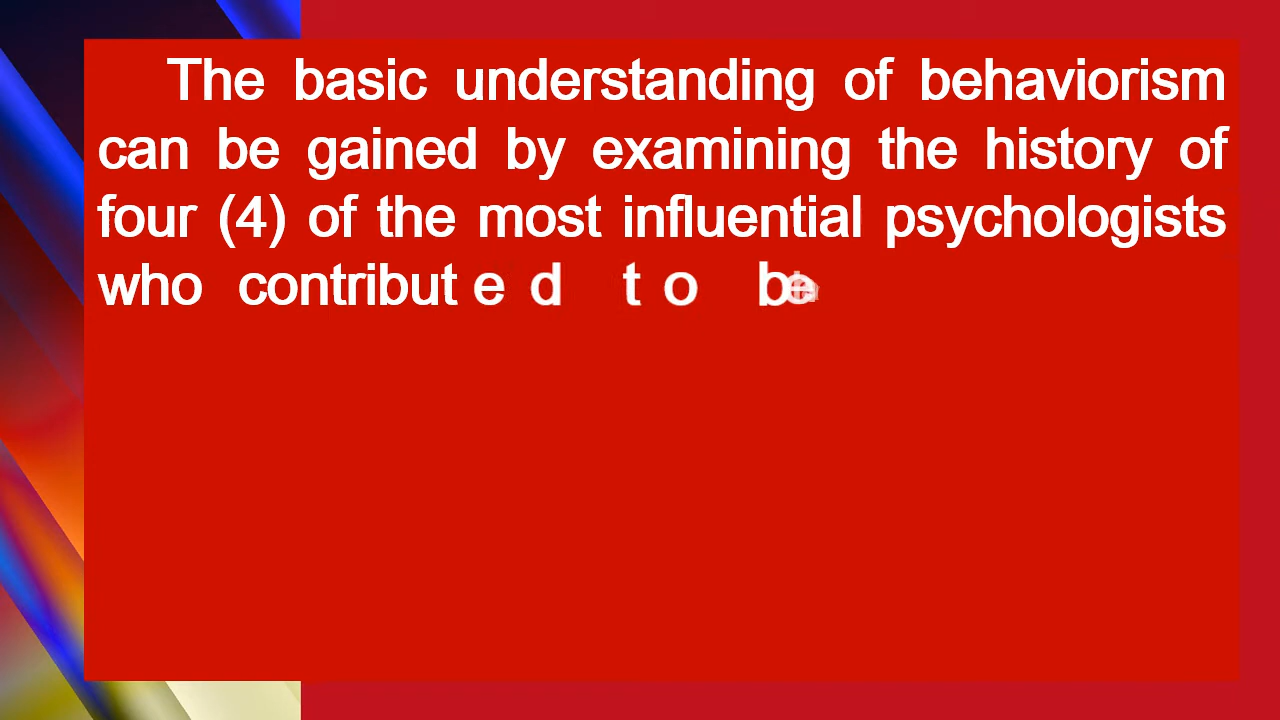 The basic understanding of behaviorism
can be gained by examining the history of
four (4) of the most influential psychologists
who contributed to be